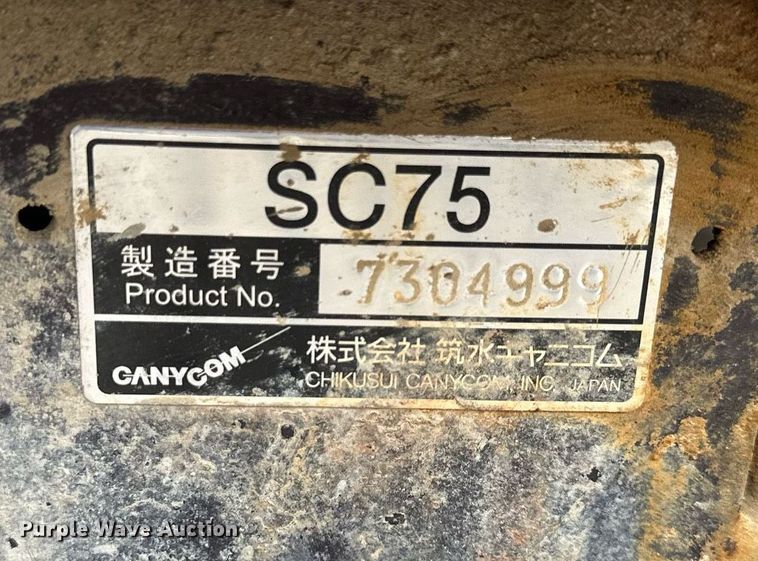 SC75
製造番号
Product No.
7304999
CANYCOM
株式会社 筑水キャニコム
CHIKUSUI CANYCOM, INC. JAPAN
Purple Wave Auction